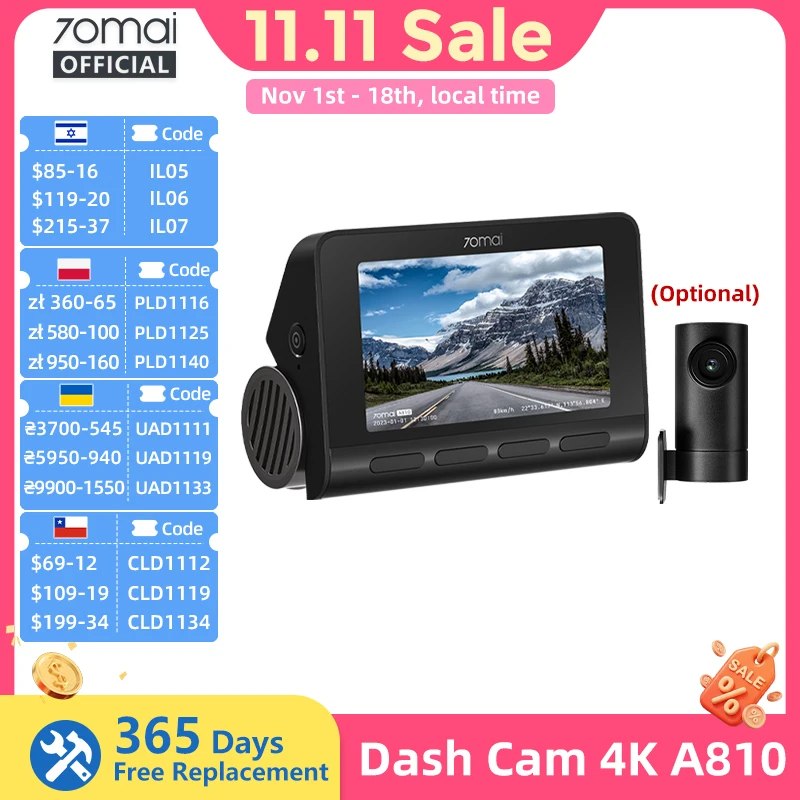 70mai
OFFICIAL
11.11 Sale
Nov 1st - 18th, local time
Code
$85-16 IL05
$119-20 IL06
$215-37 IL07
Code
zł 360-65 PLD1116
zł 580-100 PLD1125
zł 950-160 PLD1140
Code
₴3700-545 UAD1111
₴5950-940 UAD1119
₴9900-1550 UAD1133
Code
$69-12 CLD1112
$109-19 CLD1119
$199-34 CLD1134
70mai
(Optional)
70mai A810
83km/h
SALE
%
365 Days
Free Replacement
Dash Cam 4K A810